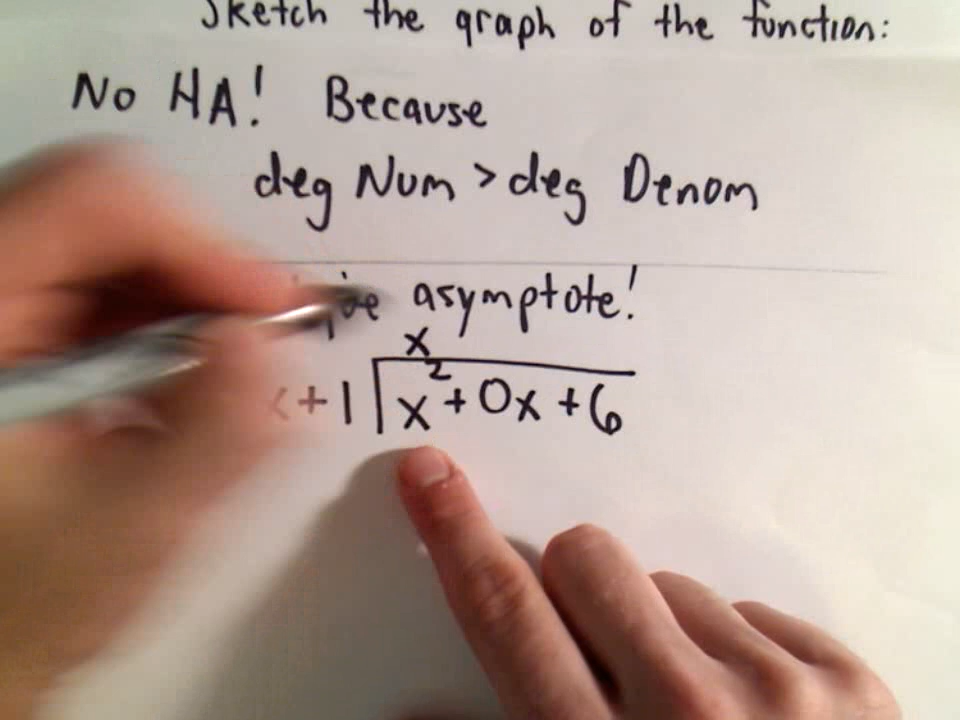 Sketch the graph of the function:
No HA! Because
deg Num > deg Denom
asymptote!
x
x+1 | x² + 0x + 6